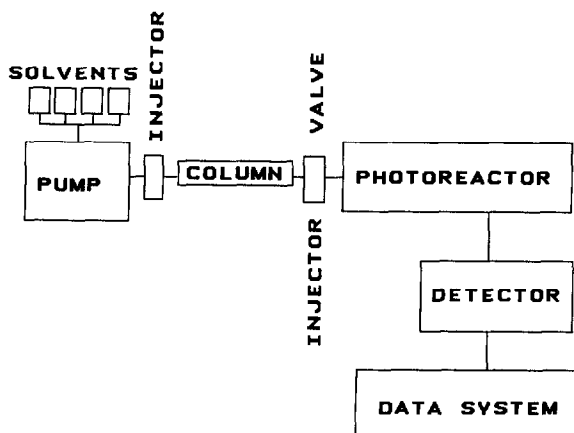 SOLVENTS
INJECTOR
VALVE
PUMP
COLUMN
PHOTOREACTOR
INJECTOR
DETECTOR
DATA SYSTEM